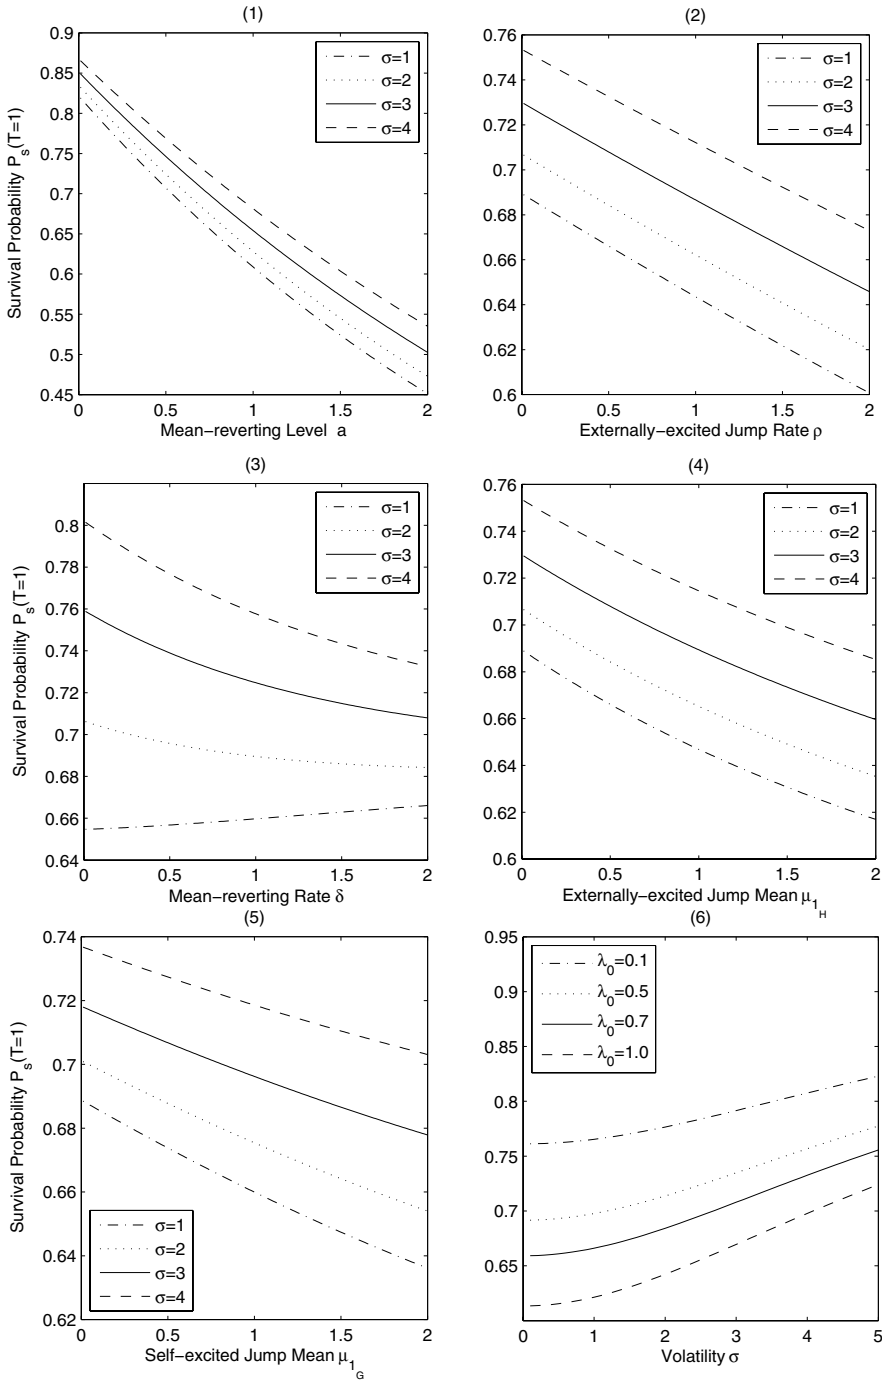 (1)
0.9
0.85
0.8
0.75
0.7
0.65
0.6
0.55
0.5
0.45
0
0.5
1
1.5
2
Survival Probability P_s(T=1)
Mean−reverting Level a
σ=1
σ=2
σ=3
σ=4
(2)
0.76
0.74
0.72
0.7
0.68
0.66
0.64
0.62
0.6
0
0.5
1
1.5
2
Externally−excited Jump Rate ρ
σ=1
σ=2
σ=3
σ=4
(3)
0.8
0.78
0.76
0.74
0.72
0.7
0.68
0.66
0.64
0
0.5
1
1.5
2
Survival Probability P_s(T=1)
Mean−reverting Rate δ
σ=1
σ=2
σ=3
σ=4
(4)
0.76
0.74
0.72
0.7
0.68
0.66
0.64
0.62
0.6
0
0.5
1
1.5
2
Externally−excited Jump Mean μ_1_H
σ=1
σ=2
σ=3
σ=4
(5)
0.74
0.72
0.7
0.68
0.66
0.64
0.62
0
0.5
1
1.5
2
Survival Probability P_s(T=1)
Self−excited Jump Mean μ_1_G
σ=1
σ=2
σ=3
σ=4
(6)
0.95
0.9
0.85
0.8
0.75
0.7
0.65
0
1
2
3
4
5
Volatility σ
λ_0=0.1
λ_0=0.5
λ_0=0.7
λ_0=1.0